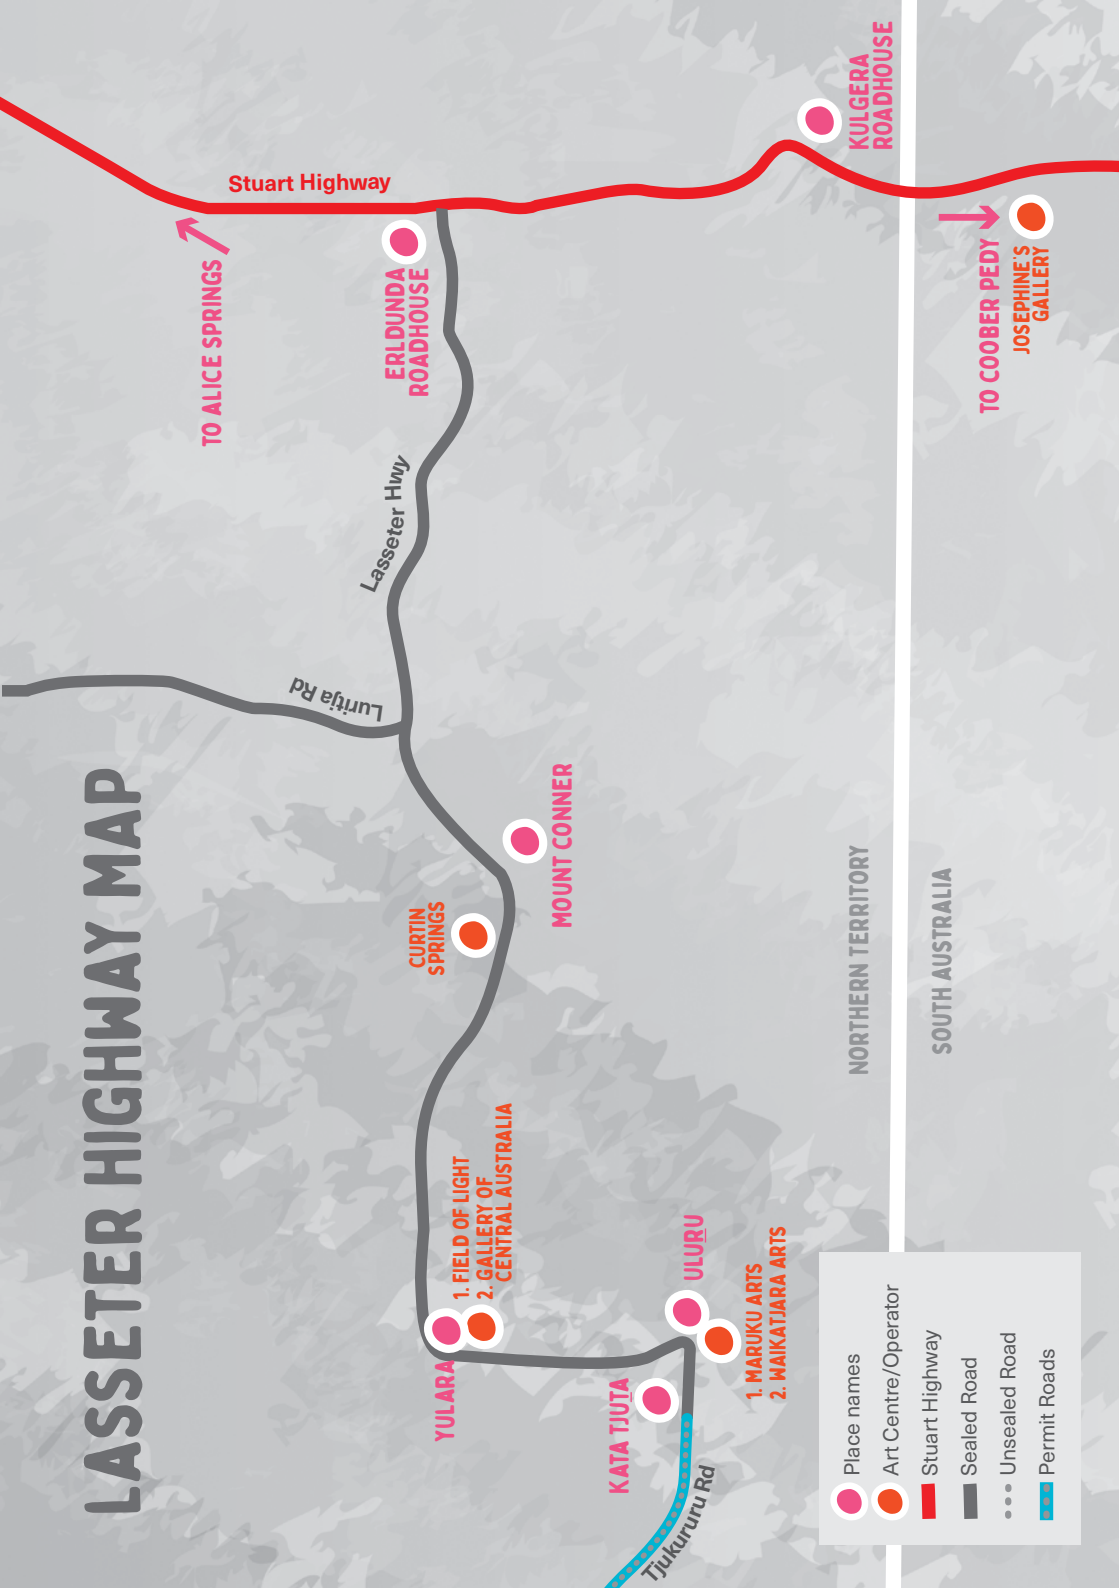 LASSETER HIGHWAY MAP
TO ALICE SPRINGS
Stuart Highway
ERLDUNDA
ROADHOUSE
Lasseter Hwy
Luritja Rd
CURTIN
SPRINGS
MOUNT CONNER
YULARA
1. FIELD OF LIGHT
2. GALLERY OF
CENTRAL AUSTRALIA
KATA TJUṮA
ULURU̱
1. MARUKU ARTS
2. WAIKATJARA ARTS
Tjukururu Rd
KULGERA
ROADHOUSE
NORTHERN TERRITORY
SOUTH AUSTRALIA
TO COOBER PEDY
JOSEPHINE'S
GALLERY
Place names
Art Centre/Operator
Stuart Highway
Sealed Road
Unsealed Road
Permit Roads